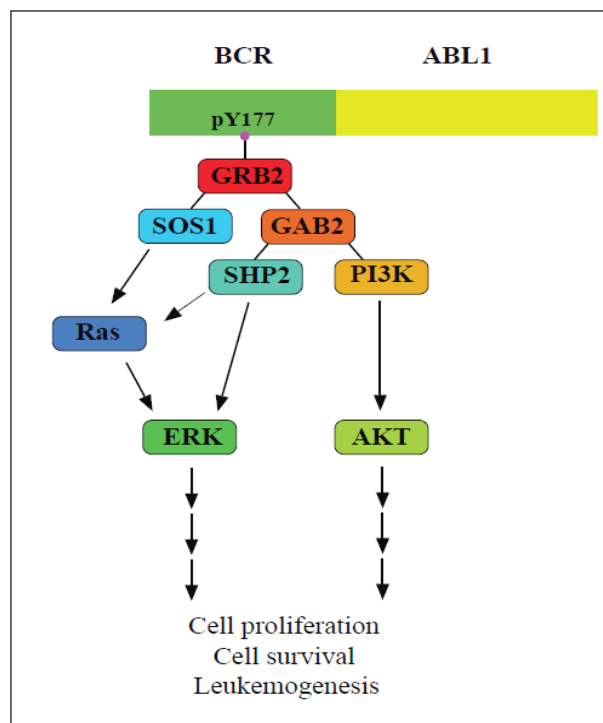 BCR ABL1
pY177
GRB2
SOS1 GAB2
SHP2 PI3K
Ras
ERK AKT
Cell proliferation
Cell survival
Leukemogenesis